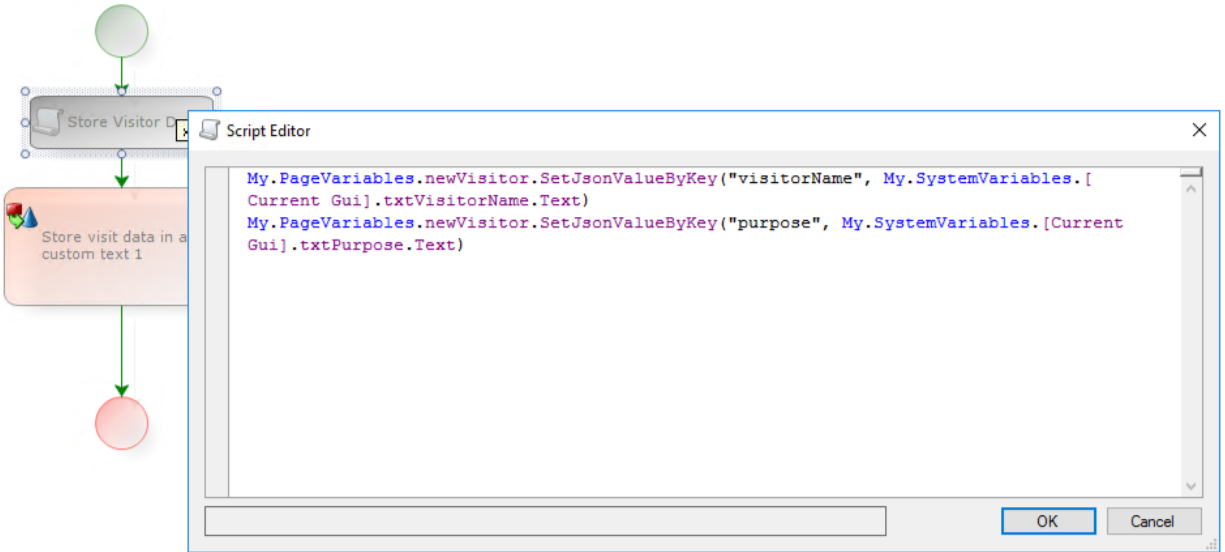 Store Visitor D
Script Editor
My.PageVariables.newVisitor.SetJsonValueByKey("visitorName", My.SystemVariables.[
Current Gui].txtVisitorName.Text)
My.PageVariables.newVisitor.SetJsonValueByKey("purpose", My.SystemVariables.[Current
Gui].txtPurpose.Text)
Store visit data in a
custom text 1
OK
Cancel